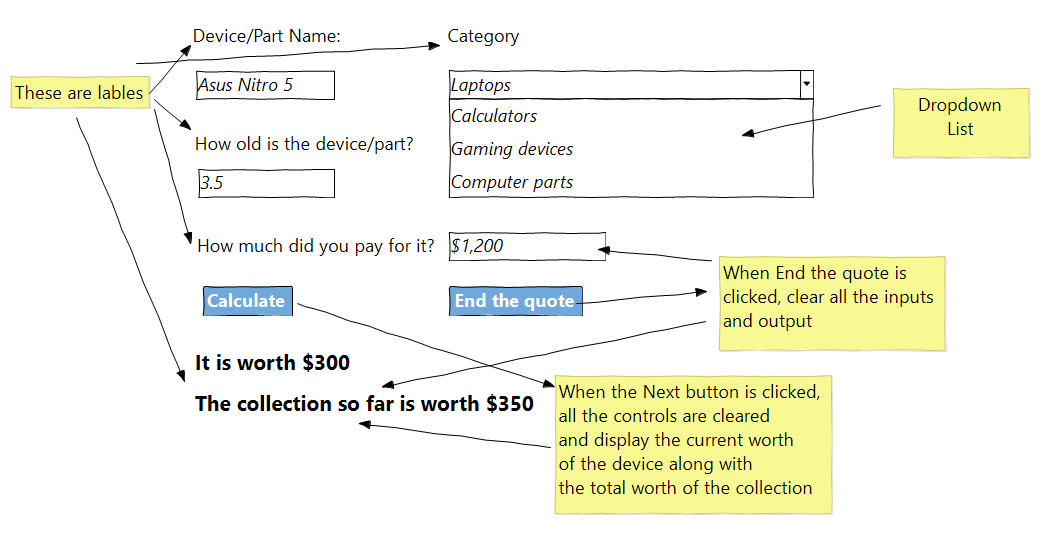 Device/Part Name:
Category
These are lables
Asus Nitro 5
Laptops
Calculators
Gaming devices
Computer parts
Dropdown
List
How old is the device/part?
3.5
How much did you pay for it?
$1,200
When End the quote is
clicked, clear all the inputs
and output
Calculate
End the quote
It is worth $300
The collection so far is worth $350
When the Next button is clicked,
all the controls are cleared
and display the current worth
of the device along with
the total worth of the collection